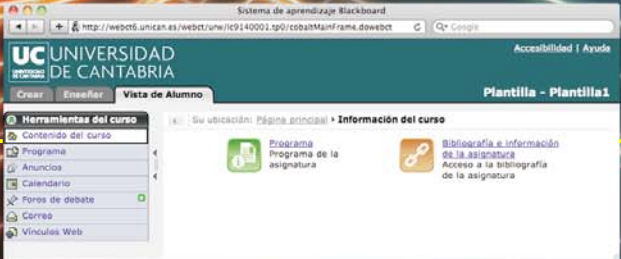 Sistema de aprendizaje Blackboard
http://webct6.unican.es/webct/urw/lc9140001.tp0/cobaltMainFrame.dowebct
Google
Accesibilidad | Ayuda
UC UNIVERSIDAD
DE CANTABRIA
Crear Enseñar Vista de Alumno
Plantilla - Plantilla1
Herramientas del curso
Contenido del curso
Programa
Anuncios
Calendario
Foros de debate
Correo
Vínculos Web
Su ubicación: Página principal › Información del curso
Programa
Programa de la
asignatura
Bibliografía e información
de la asignatura
Acceso a la bibliografía
de la asignatura